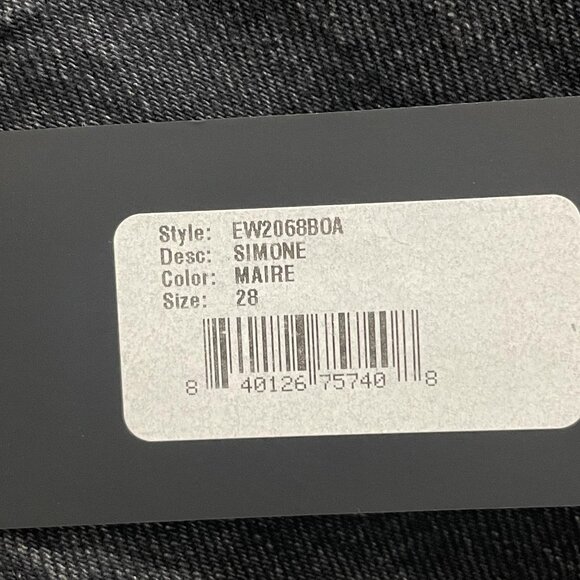 Style: EW2068BOA
Desc: SIMONE
Color: MAIRE
Size: 28
8 40126 75740 8